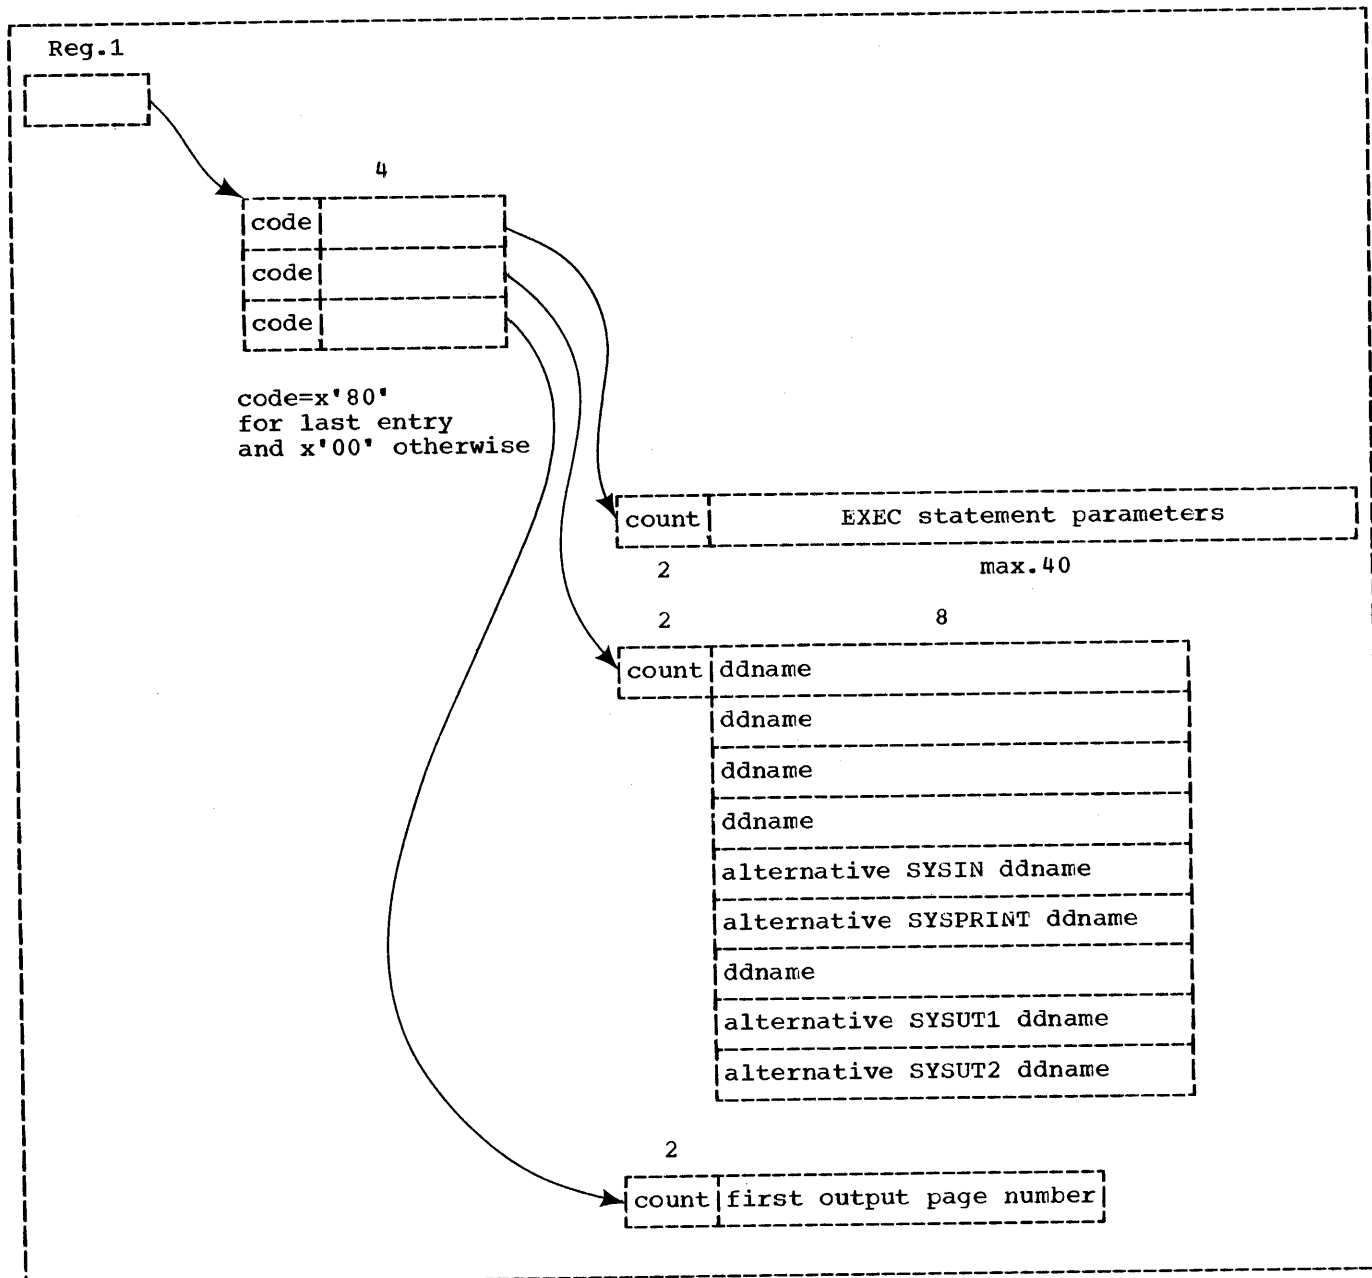 Reg.1
4
code
code
code
code=x'80'
for last entry
and x'00' otherwise
count EXEC statement parameters
2 max.40
2 8
count ddname
ddname
ddname
ddname
alternative SYSIN ddname
alternative SYSPRINT ddname
ddname
alternative SYSUT1 ddname
alternative SYSUT2 ddname
2
count first output page number